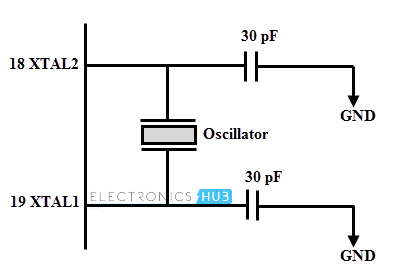 30 pF
18 XTAL2
GND
Oscillator
30 pF
19 XTAL1
ELECTRONICS HUB
GND